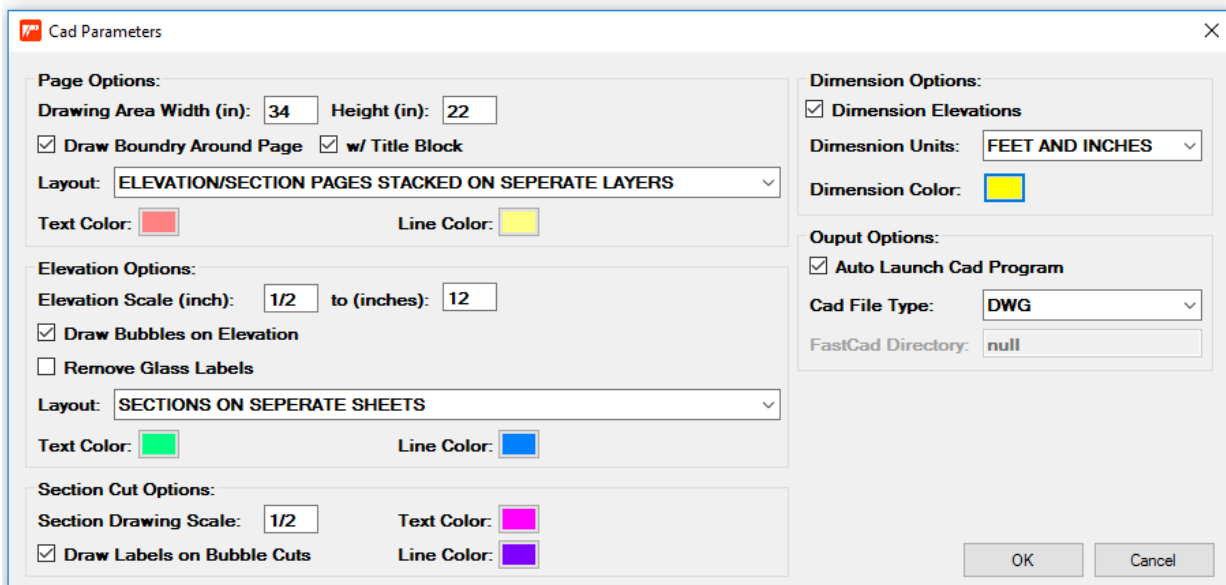 Cad Parameters
Page Options:
Drawing Area Width (in): 34 Height (in): 22
Draw Boundry Around Page w/ Title Block
Layout: ELEVATION/SECTION PAGES STACKED ON SEPERATE LAYERS
Text Color: Line Color:
Elevation Options:
Elevation Scale (inch): 1/2 to (inches): 12
Draw Bubbles on Elevation
Remove Glass Labels
Layout: SECTIONS ON SEPERATE SHEETS
Text Color: Line Color:
Section Cut Options:
Section Drawing Scale: 1/2 Text Color:
Draw Labels on Bubble Cuts Line Color:
Dimension Options:
Dimension Elevations
Dimesnion Units: FEET AND INCHES
Dimension Color:
Ouput Options:
Auto Launch Cad Program
Cad File Type: DWG
FastCad Directory: null
OK Cancel